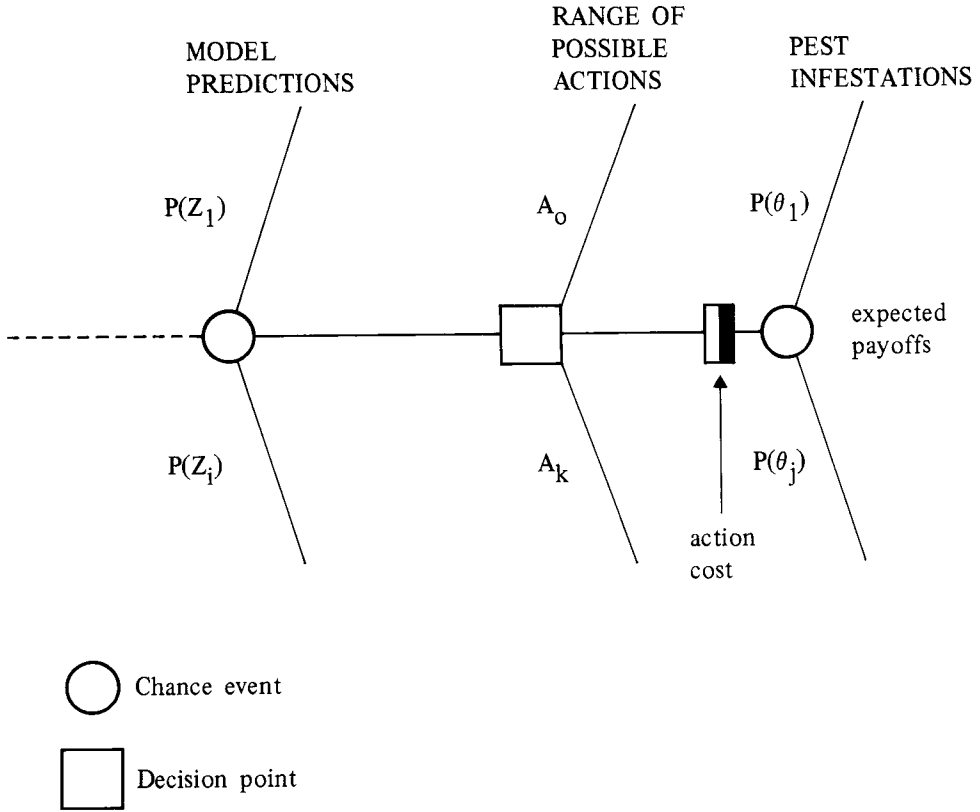 MODEL
PREDICTIONS
RANGE OF
POSSIBLE
ACTIONS
PEST
INFESTATIONS
P(Z1)
Ao
P(θ1)
expected
payoffs
P(Zi)
Ak
P(θj)
action
cost
Chance event
Decision point